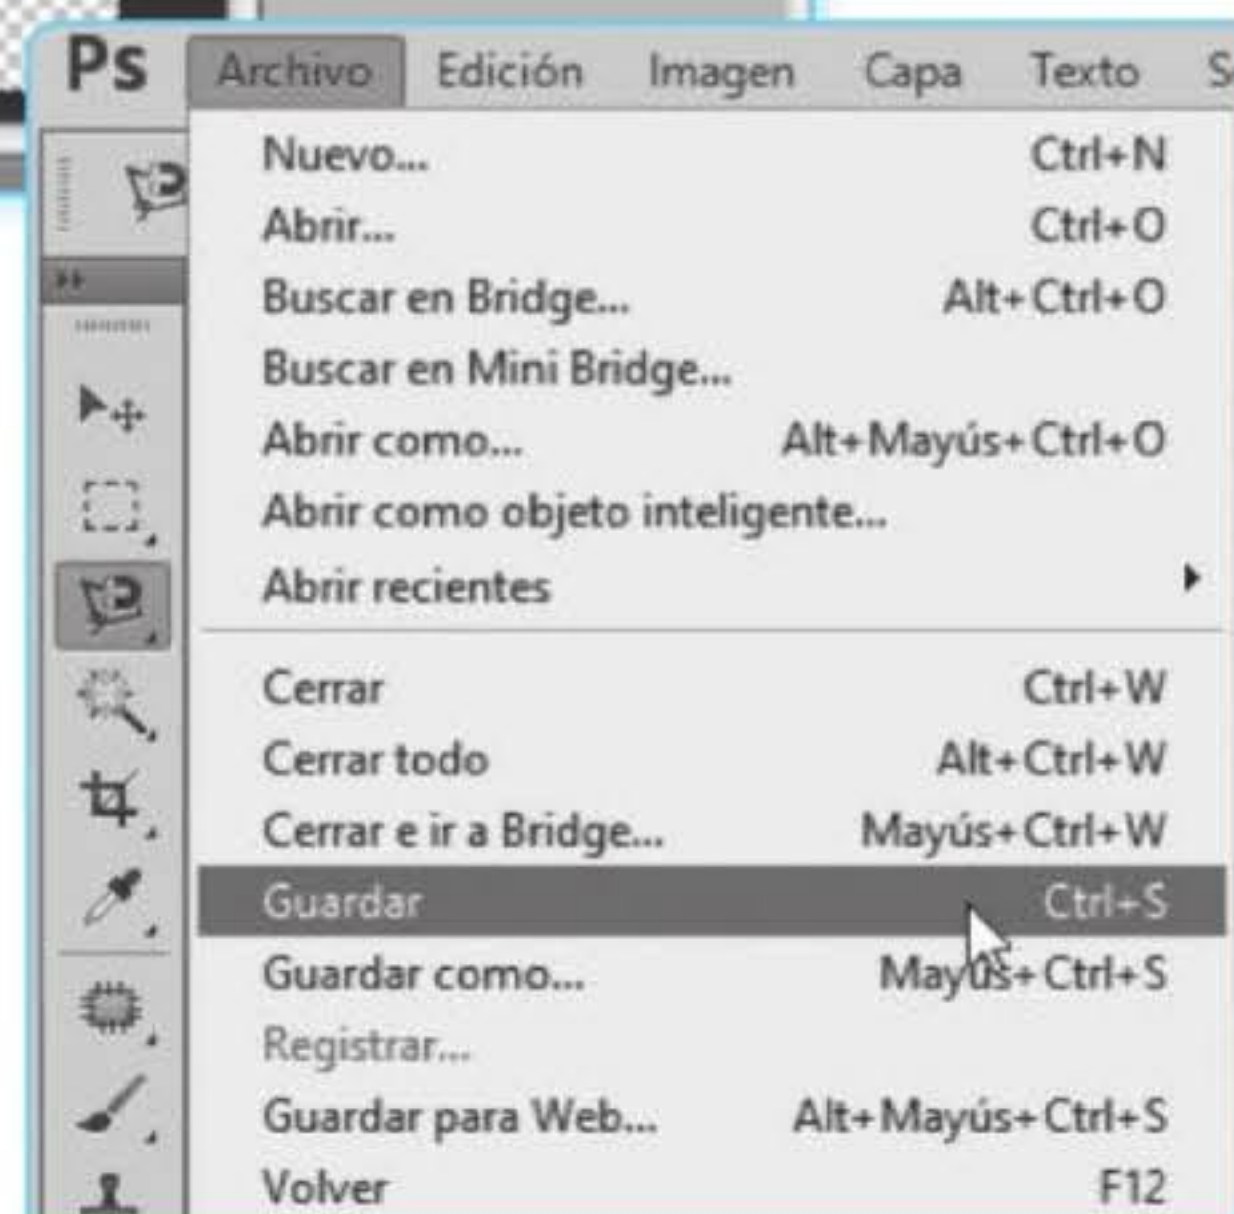 Ps Archivo Edición Imagen Capa Texto
Nuevo... Ctrl+N
Abrir... Ctrl+O
Buscar en Bridge... Alt+Ctrl+O
Buscar en Mini Bridge...
Abrir como... Alt+Mayús+Ctrl+O
Abrir como objeto inteligente...
Abrir recientes
Cerrar Ctrl+W
Cerrar todo Alt+Ctrl+W
Cerrar e ir a Bridge... Mayús+Ctrl+W
Guardar Ctrl+S
Guardar como... Mayús+Ctrl+S
Registrar...
Guardar para Web... Alt+Mayús+Ctrl+S
Volver F12